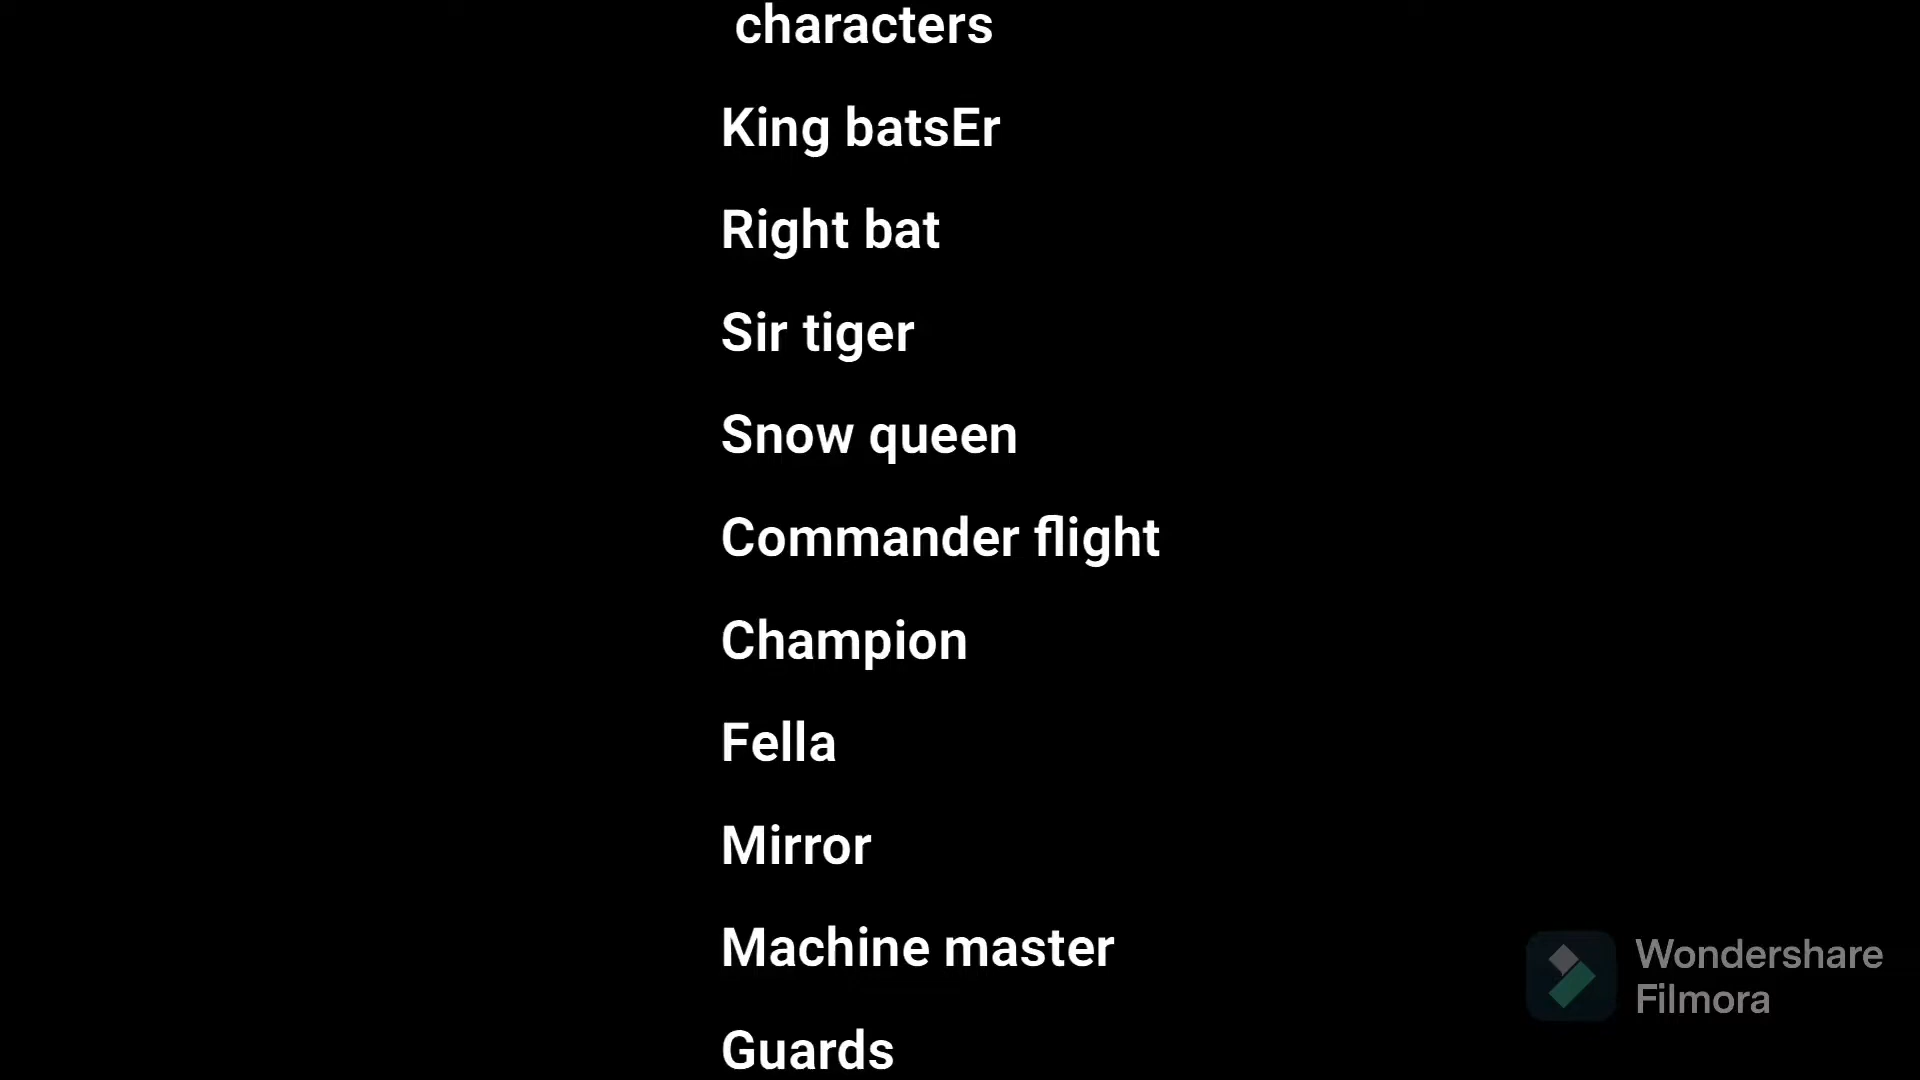 characters
King batsEr
Right bat
Sir tiger
Snow queen
Commander flight
Champion
Fella
Mirror
Machine master
Guards
Wondershare
Filmora